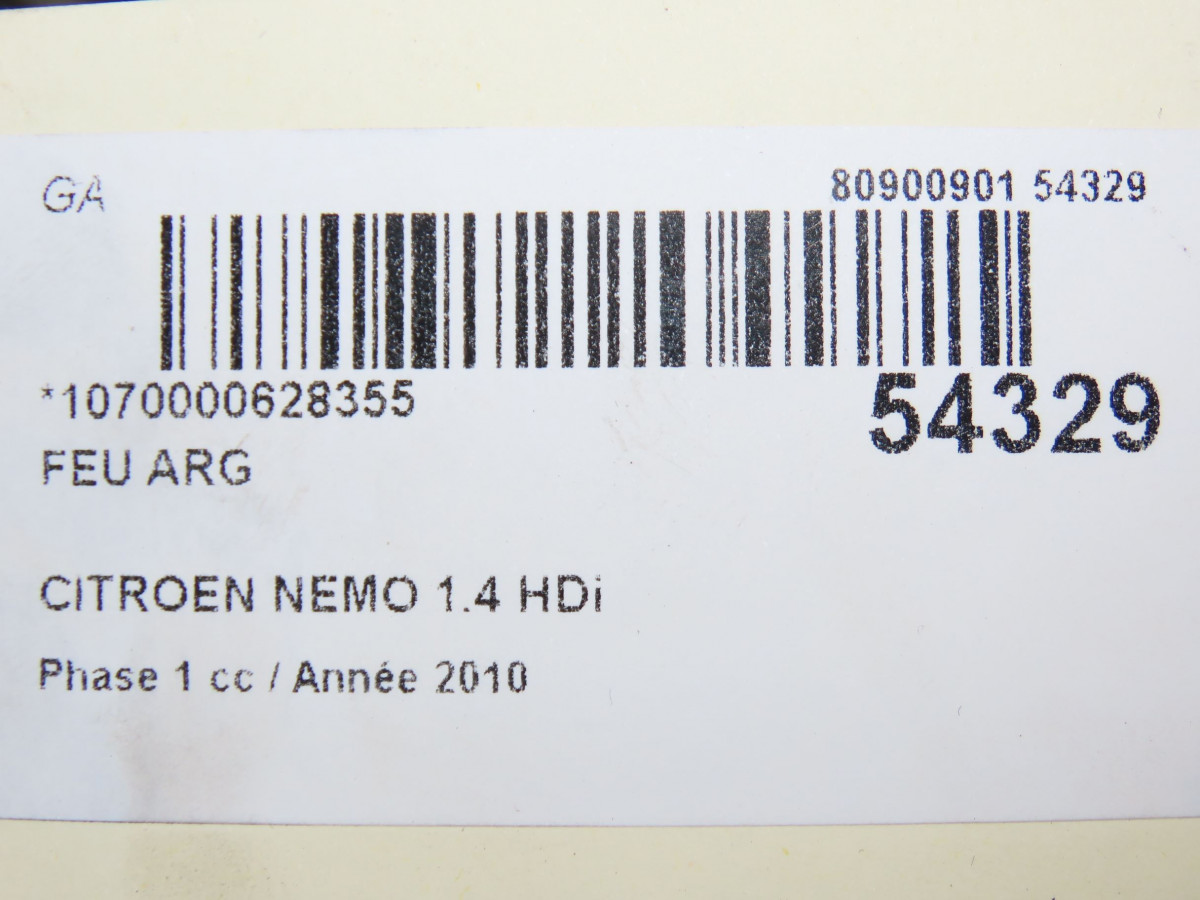 GA
80900901 54329
*1070000628355
54329
FEU ARG
CITROEN NEMO 1.4 HDi
Phase 1 cc / Année 2010